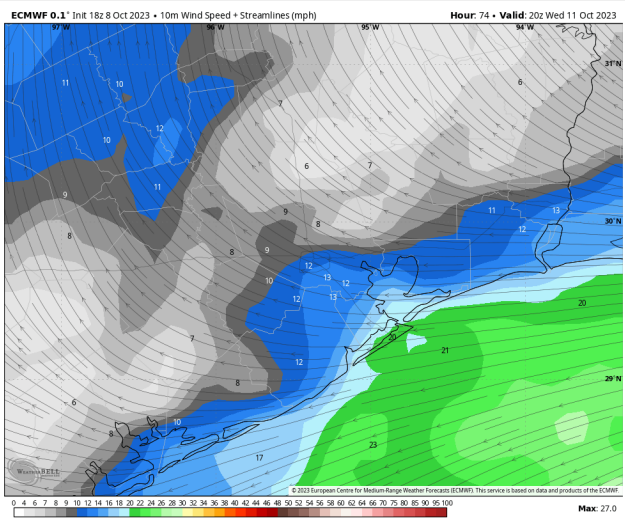 ECMWF 0.1° Init 18z 8 Oct 2023 • 10m Wind Speed + Streamlines (mph) Hour: 74 • Valid: 20z Wed 11 Oct 2023
97°W 96°W 95°W 94°W
31°N
11 10 6
7
12
10
6 7
11
9
9 11 13
8 30°N
8 12
8 9
12
10 13 12
12 13
20
20
7 21
12
29°N
8
6
10
8
23
17
WeatherBELL
© 2023 European Centre for Medium-Range Weather Forecasts (ECMWF). This service is based on data and products of the ECMWF.
0 4 6 7 8 9 10 12 14 16 18 20 22 24 26 28 30 32 34 36 38 40 42 44 46 48 50 52 54 56 58 60 62 64 66 68 70 75 80 85 90 95 100
Max: 27.0